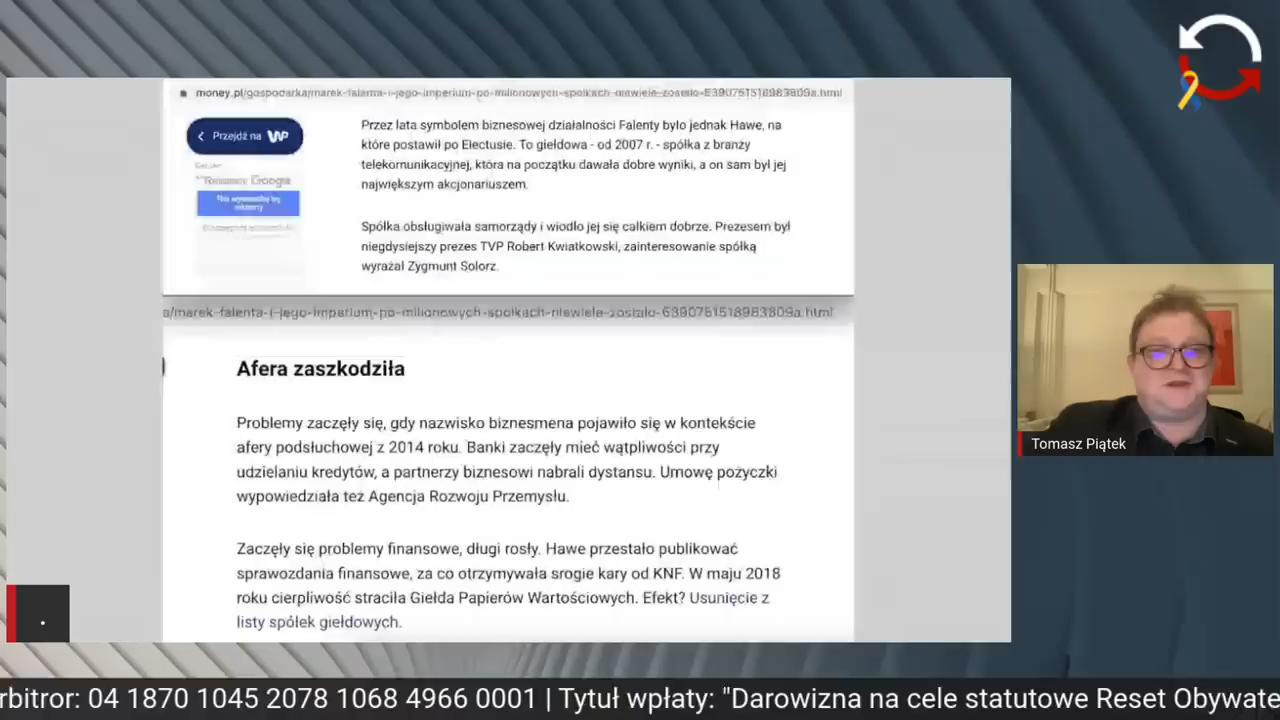 money.pl/gospodarka/marek-falenta-i-jego-imperium-po-milionowych-spolkach-niewiele-zostalo-6390751518983809a.html
Przejdź na WP
Przez lata symbolem biznesowej działalności Falenty było jednak Hawe, na
które postawił po Electusie. To giełdowa - od 2007 r. - spółka z branży
telekomunikacyjnej, która na początku dawała dobre wyniki, a on sam był jej
największym akcjonariuszem.
Spółka obsługiwała samorządy i wiodło jej się całkiem dobrze. Prezesem był
niegdysiejszy prezes TVP Robert Kwiatkowski, zainteresowanie spółką
wyrażał Zygmunt Solorz.
a/marek-falenta-i-jego-imperium-po-milionowych-spolkach-niewiele-zostalo-6390751518983809a.html
Afera zaszkodziła
Problemy zaczęły się, gdy nazwisko biznesmena pojawiło się w kontekście
afery podsłuchowej z 2014 roku. Banki zaczęły mieć wątpliwości przy
udzielaniu kredytów, a partnerzy biznesowi nabrali dystansu. Umowę pożyczki
wypowiedziała też Agencja Rozwoju Przemysłu.
Zaczęły się problemy finansowe, długi rosły. Hawe przestało publikować
sprawozdania finansowe, za co otrzymywała srogie kary od KNF. W maju 2018
roku cierpliwość straciła Giełda Papierów Wartościowych. Efekt? Usunięcie z
listy spółek giełdowych.
.
Tomasz Piątek
rbitror: 04 1870 1045 2078 1068 4966 0001 | Tytuł wpłaty: "Darowizna na cele statutowe Reset Obywate